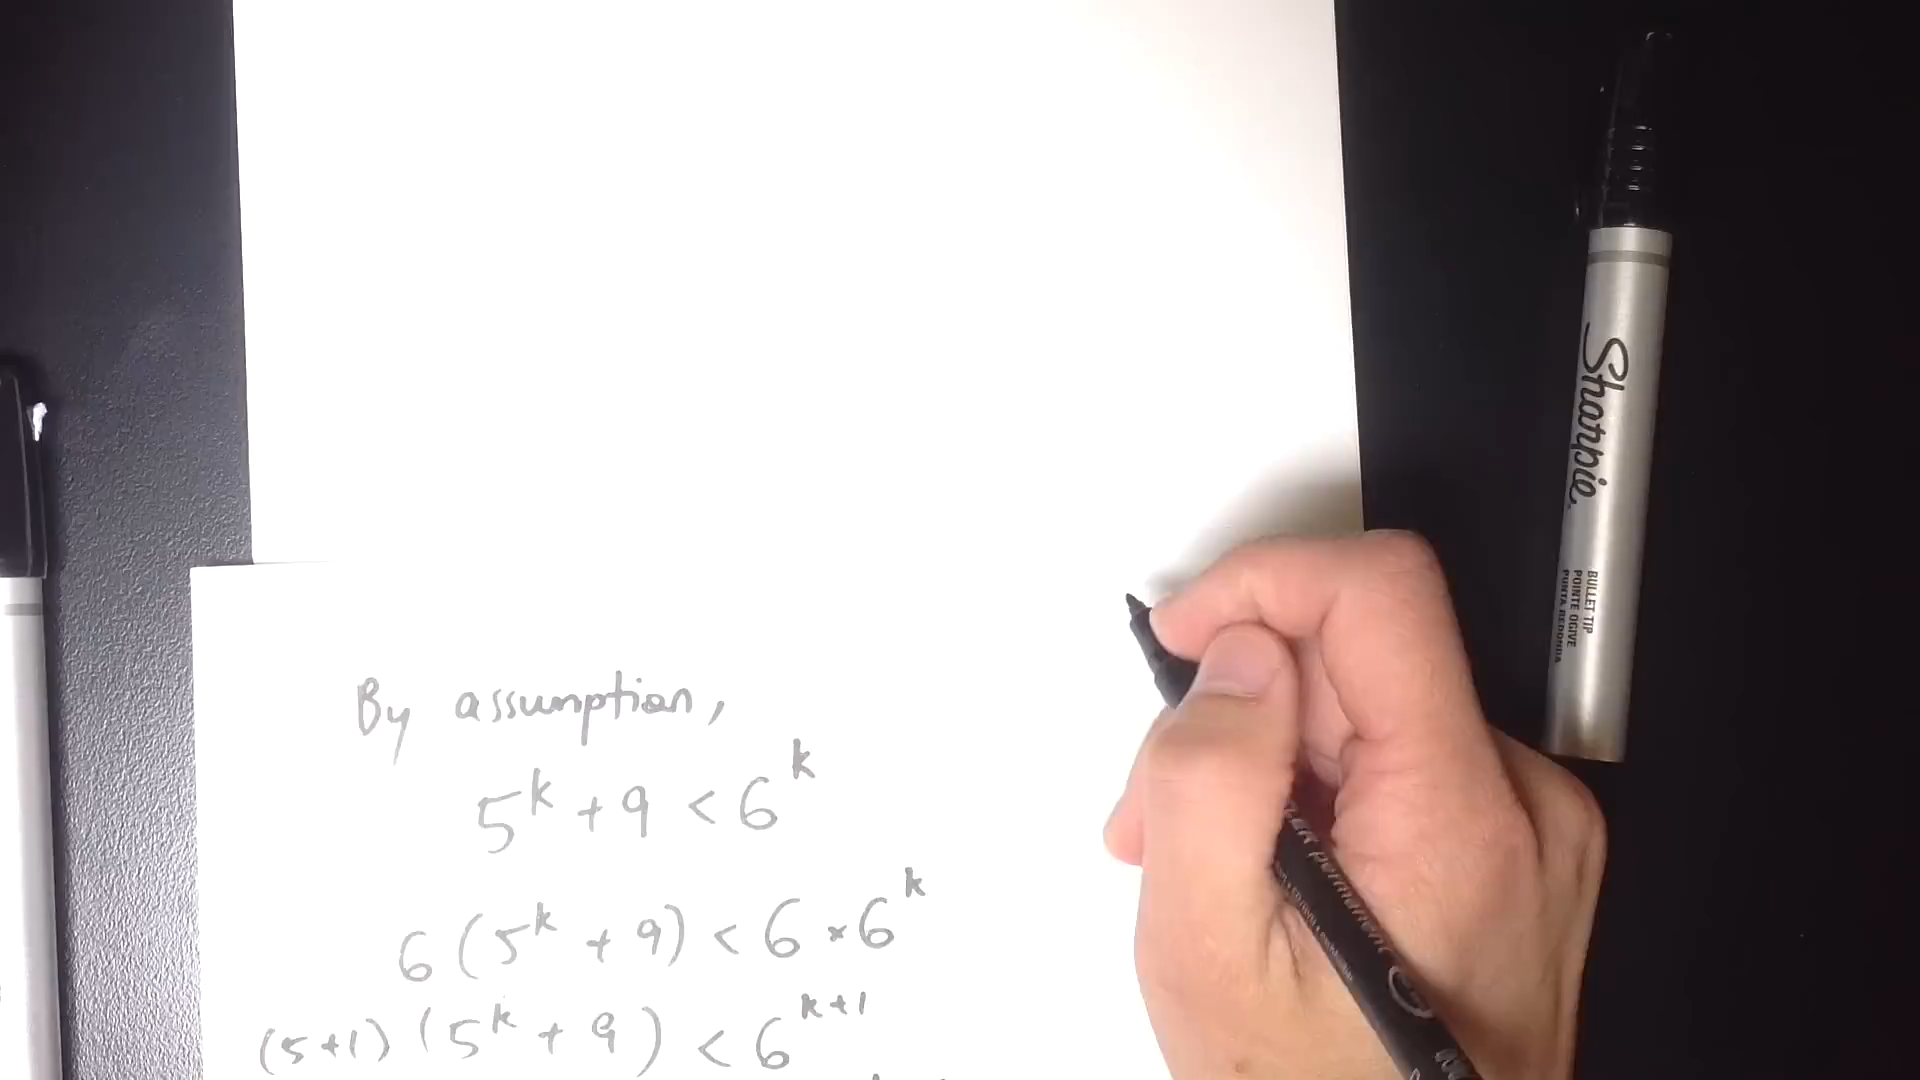 By assumption,
5^k + 9 < 6^k
6 (5^k + 9) < 6 × 6^k
(5+1) (5^k + 9) < 6^{k+1}
Sharpie.
BULLET TIP
POINTE OGIVE
PUNTA REDONDA
permanent